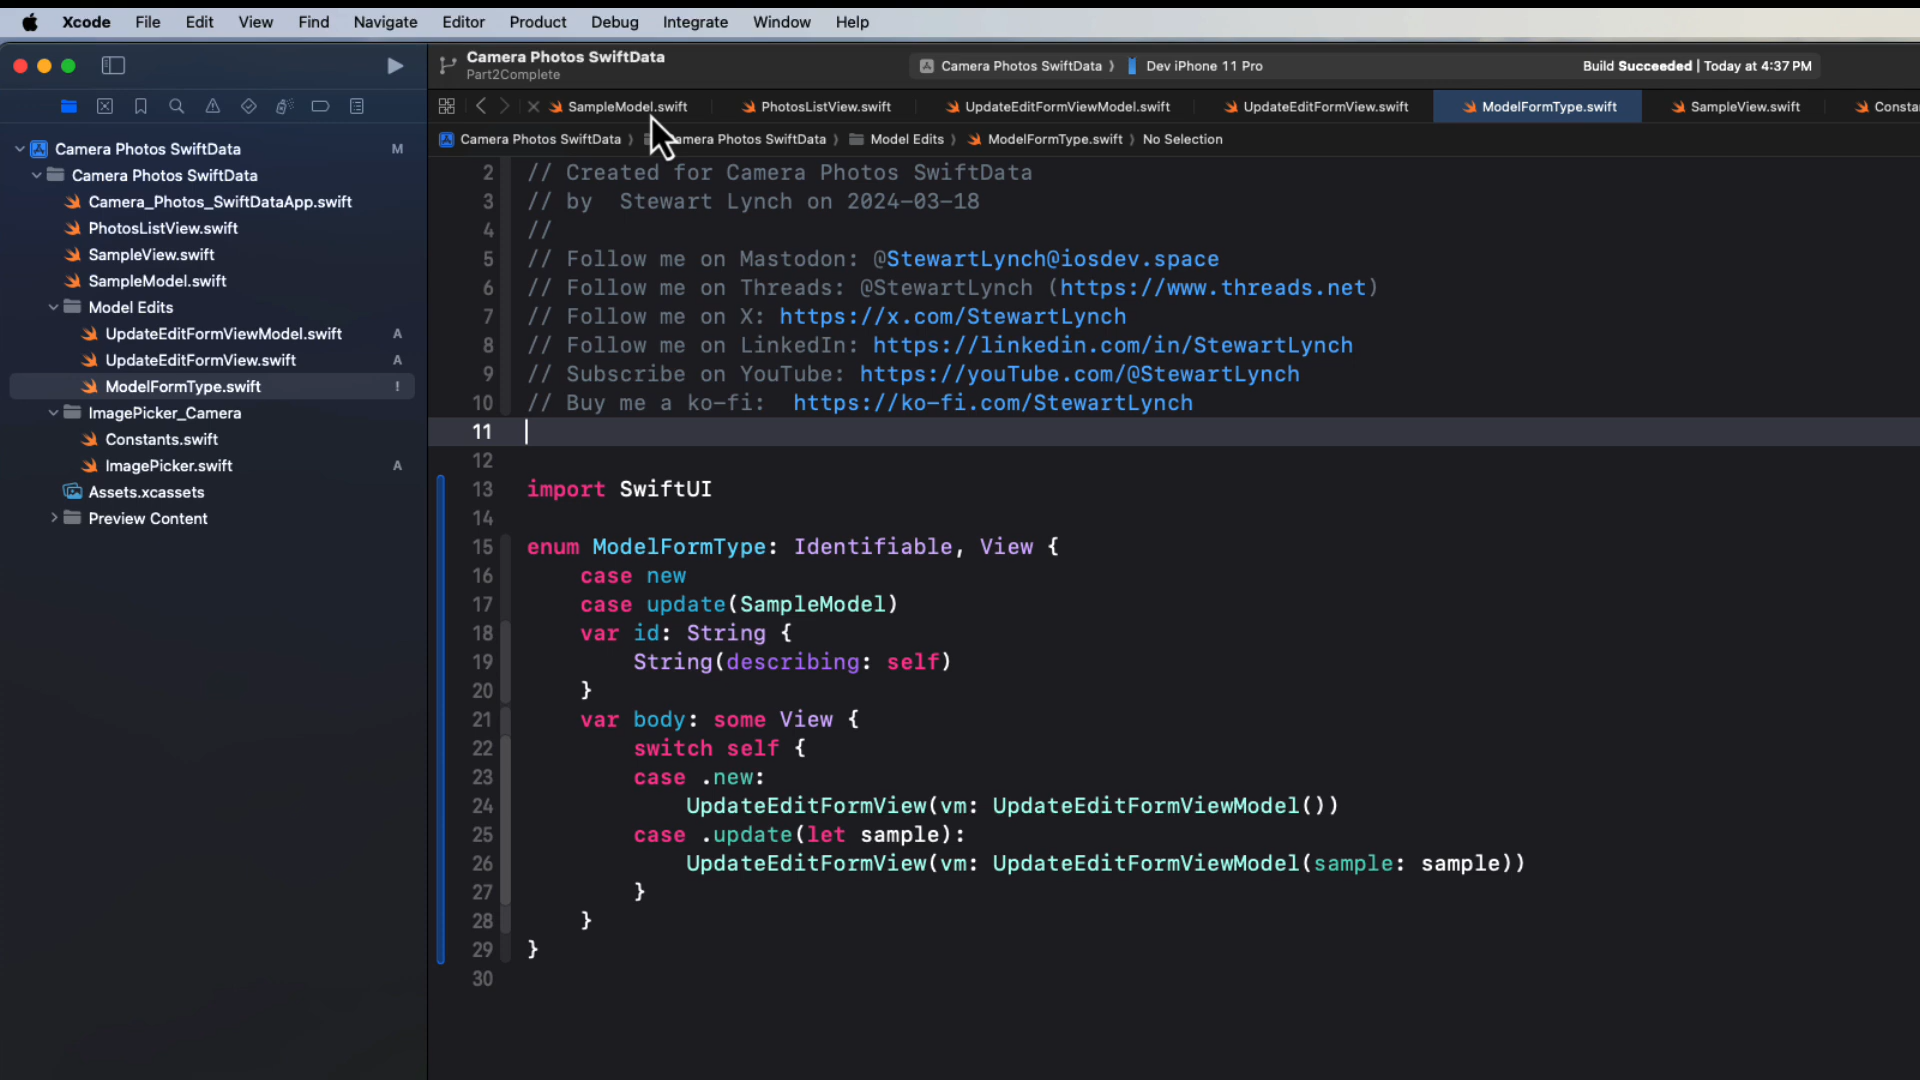 Xcode File Edit View Find Navigate Editor Product Debug Integrate Window Help
Camera Photos SwiftData
Part2Complete
Camera Photos SwiftData ⟩ Dev iPhone 11 Pro
Build Succeeded | Today at 4:37 PM
SampleModel.swift PhotosListView.swift UpdateEditFormViewModel.swift UpdateEditFormView.swift ModelFormType.swift SampleView.swift Consta
Camera Photos SwiftData ⟩ amera Photos SwiftData ⟩ Model Edits ⟩ ModelFormType.swift ⟩ No Selection
Camera Photos SwiftData M
Camera Photos SwiftData
Camera_Photos_SwiftDataApp.swift
PhotosListView.swift
SampleView.swift
SampleModel.swift
Model Edits
UpdateEditFormViewModel.swift A
UpdateEditFormView.swift A
ModelFormType.swift !
ImagePicker_Camera
Constants.swift
ImagePicker.swift A
Assets.xcassets
Preview Content
2 // Created for Camera Photos SwiftData
3 // by  Stewart Lynch on 2024-03-18
4 //
5 // Follow me on Mastodon: @StewartLynch@iosdev.space
6 // Follow me on Threads: @StewartLynch (https://www.threads.net)
7 // Follow me on X: https://x.com/StewartLynch
8 // Follow me on LinkedIn: https://linkedin.com/in/StewartLynch
9 // Subscribe on YouTube: https://youTube.com/@StewartLynch
10 // Buy me a ko-fi:  https://ko-fi.com/StewartLynch
11
12
13 import SwiftUI
14
15 enum ModelFormType: Identifiable, View {
16     case new
17     case update(SampleModel)
18     var id: String {
19         String(describing: self)
20     }
21     var body: some View {
22         switch self {
23         case .new:
24             UpdateEditFormView(vm: UpdateEditFormViewModel())
25         case .update(let sample):
26             UpdateEditFormView(vm: UpdateEditFormViewModel(sample: sample))
27         }
28     }
29 }
30